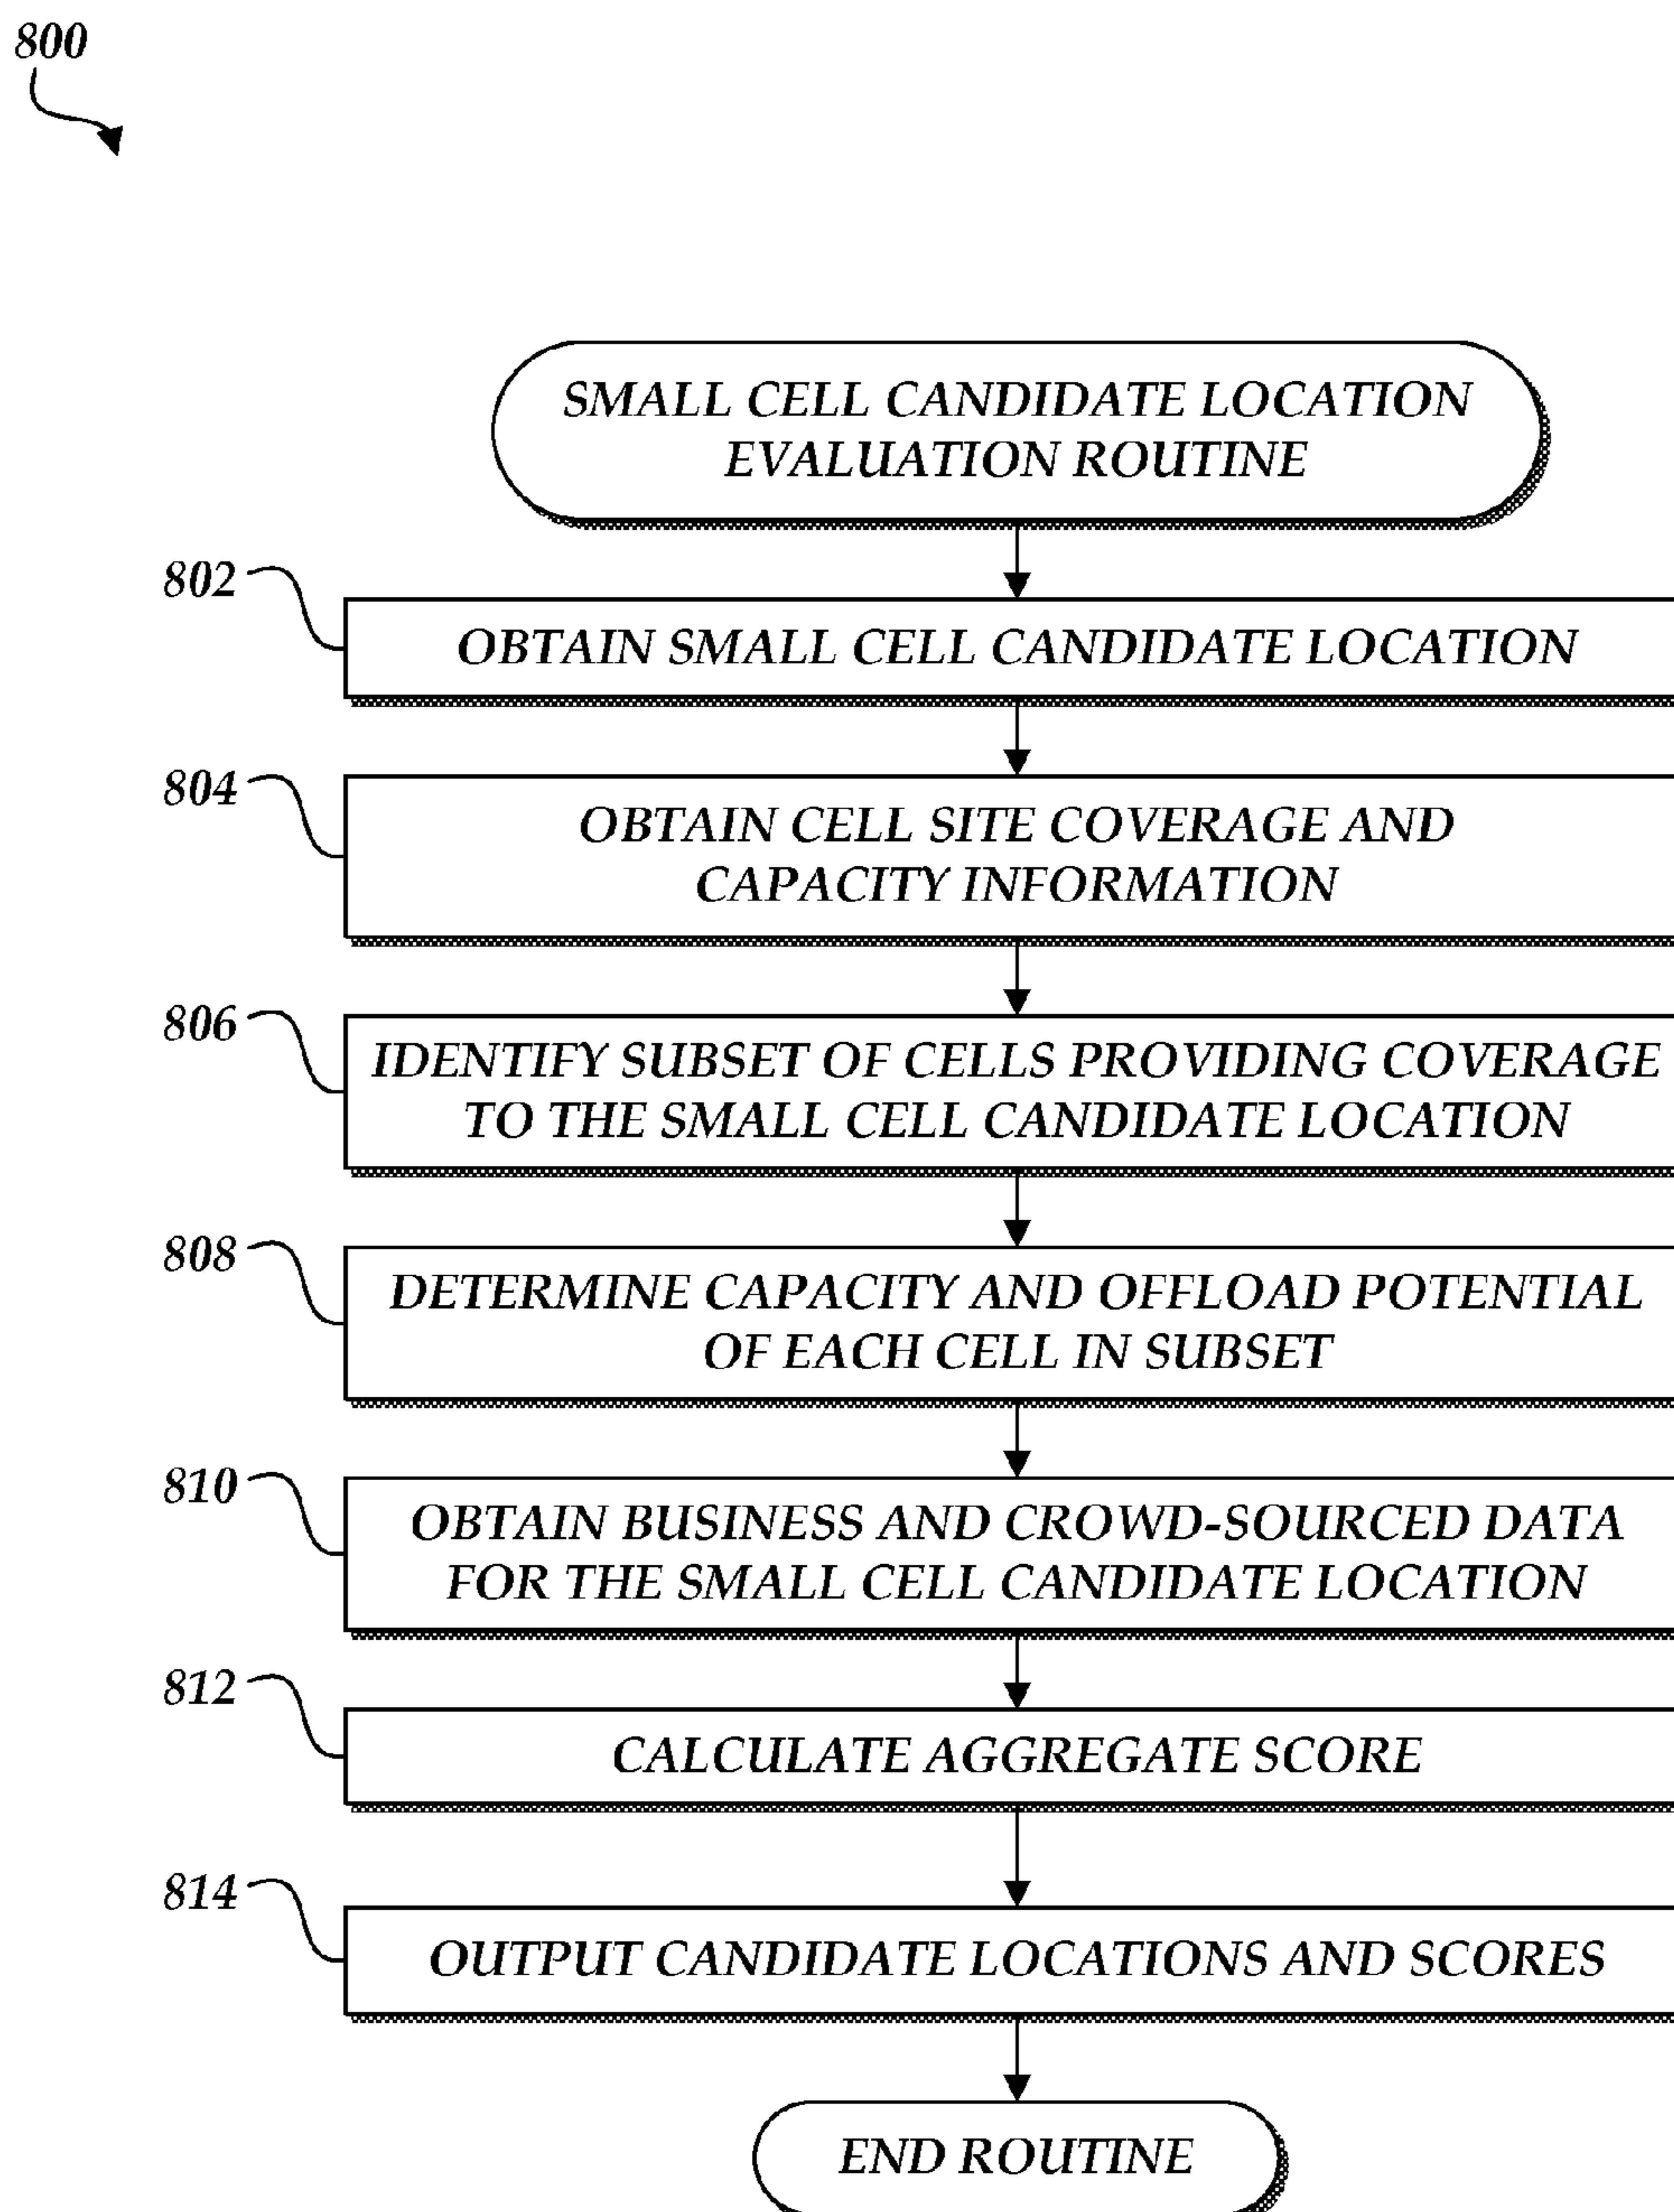 800
SMALL CELL CANDIDATE LOCATION
EVALUATION ROUTINE
802
OBTAIN SMALL CELL CANDIDATE LOCATION
804
OBTAIN CELL SITE COVERAGE AND
CAPACITY INFORMATION
806
IDENTIFY SUBSET OF CELLS PROVIDING COVERAGE
TO THE SMALL CELL CANDIDATE LOCATION
808
DETERMINE CAPACITY AND OFFLOAD POTENTIAL
OF EACH CELL IN SUBSET
810
OBTAIN BUSINESS AND CROWD-SOURCED DATA
FOR THE SMALL CELL CANDIDATE LOCATION
812
CALCULATE AGGREGATE SCORE
814
OUTPUT CANDIDATE LOCATIONS AND SCORES
END ROUTINE